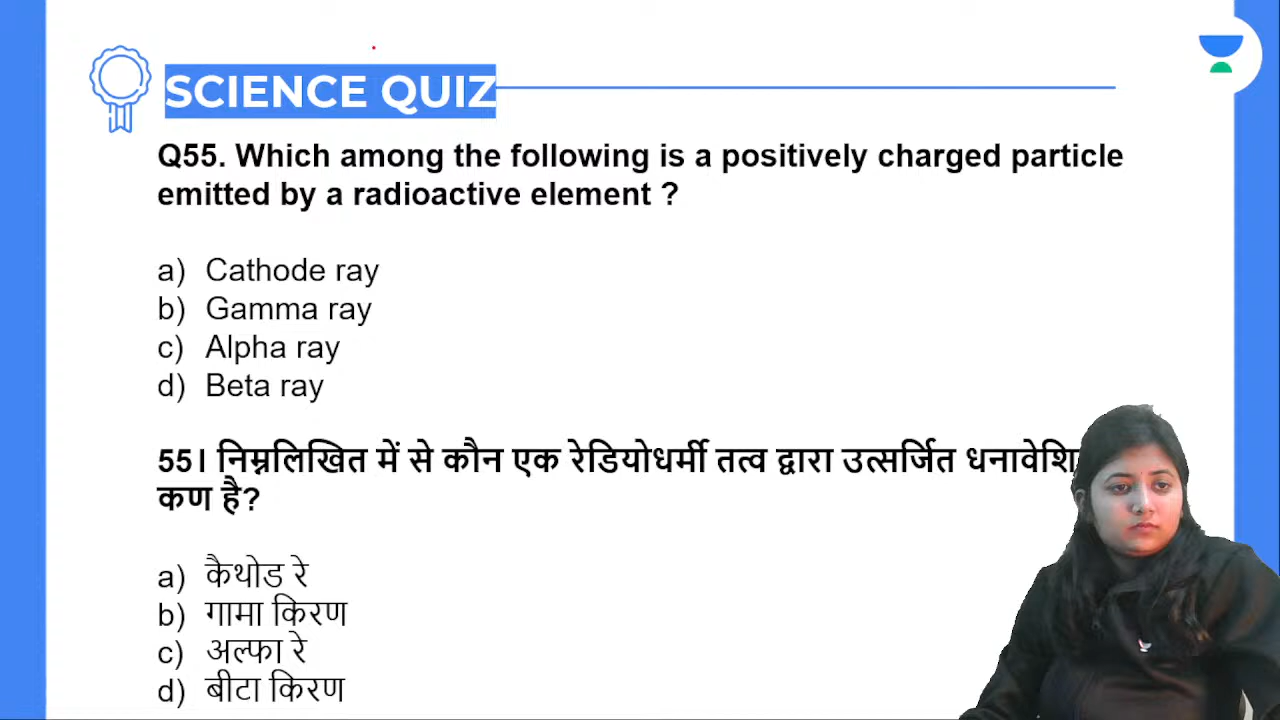 SCIENCE QUIZ
Q55. Which among the following is a positively charged particle
emitted by a radioactive element ?
a) Cathode ray
b) Gamma ray
c) Alpha ray
d) Beta ray
55। निम्नलिखित में से कौन एक रेडियोधर्मी तत्व द्वारा उत्सर्जित
कण है?
a) कैथोड रे
b) गामा किरण
c) अल्फा रे
d) बीटा किरण